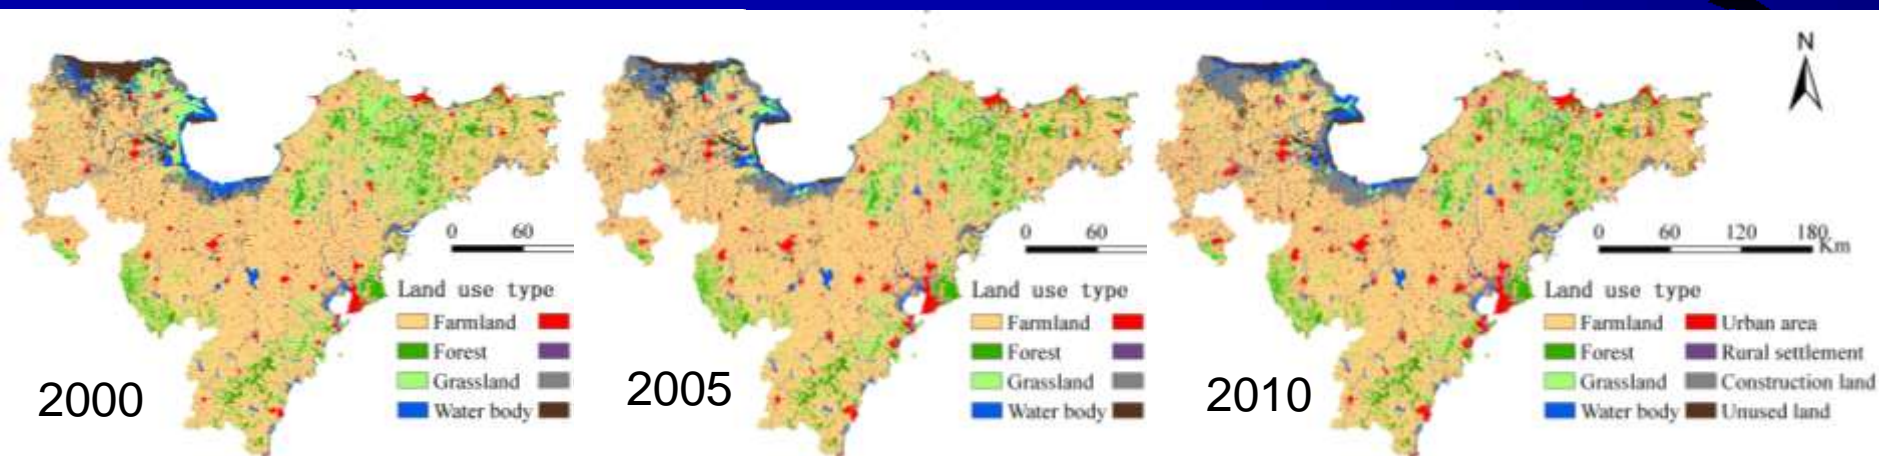 N
0 60
0 60
0 60 120 180
Km
Land use type
Farmland
Forest
Grassland
Water body
2000
Land use type
Farmland
Forest
Grassland
Water body
2005
Land use type
Farmland Urban area
Forest Rural settlement
Grassland Construction land
Water body Unused land
2010